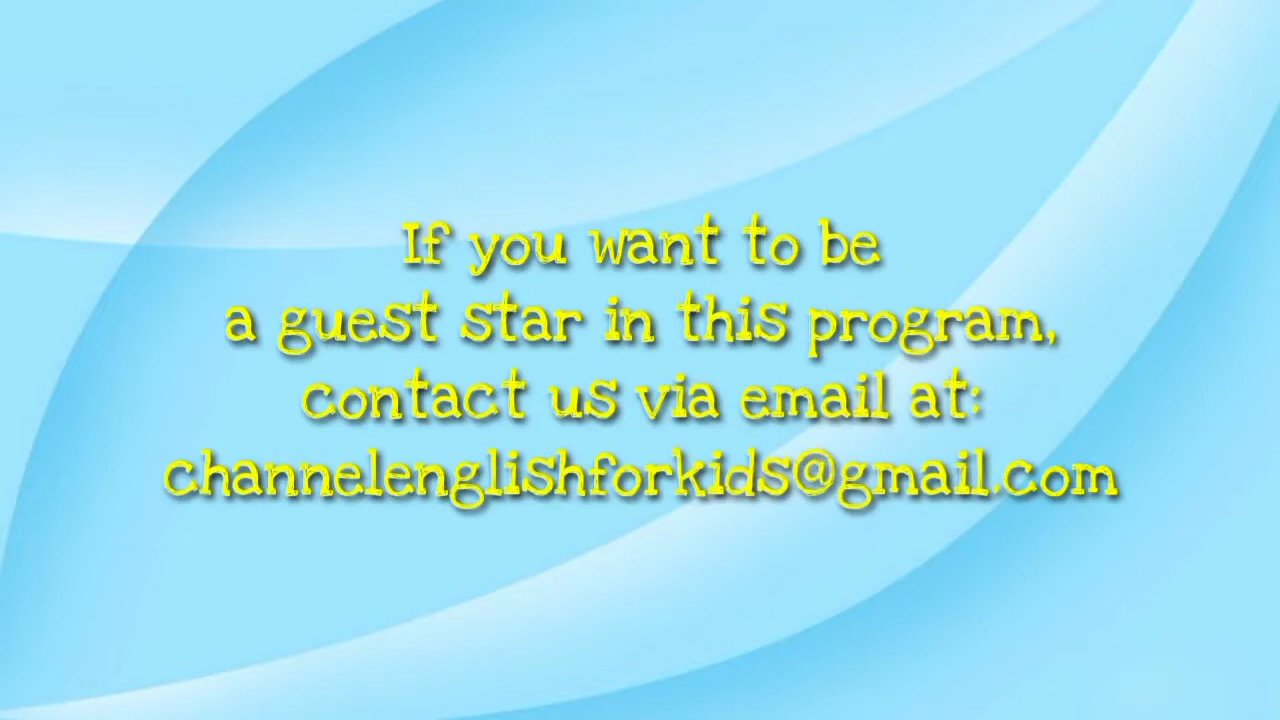 If you want to be
a guest star in this program,
contact us via email at:
channelenglishforkids@gmail.com